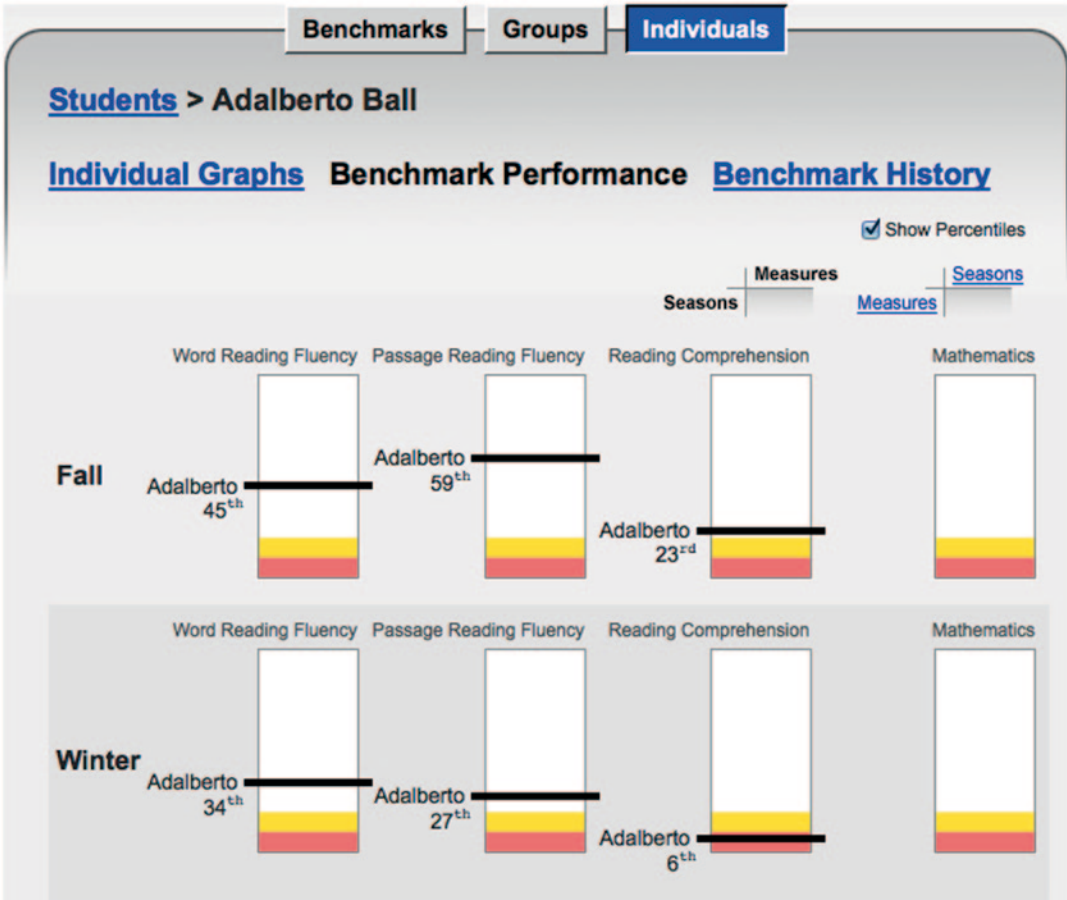 Benchmarks Groups Individuals
Students > Adalberto Ball
Individual Graphs Benchmark Performance Benchmark History
Show Percentiles
Measures Seasons
Seasons Measures
Word Reading Fluency Passage Reading Fluency Reading Comprehension Mathematics
Fall
Adalberto
45th
Adalberto
59th
Adalberto
23rd
Word Reading Fluency Passage Reading Fluency Reading Comprehension Mathematics
Winter
Adalberto
34th
Adalberto
27th
Adalberto
6th